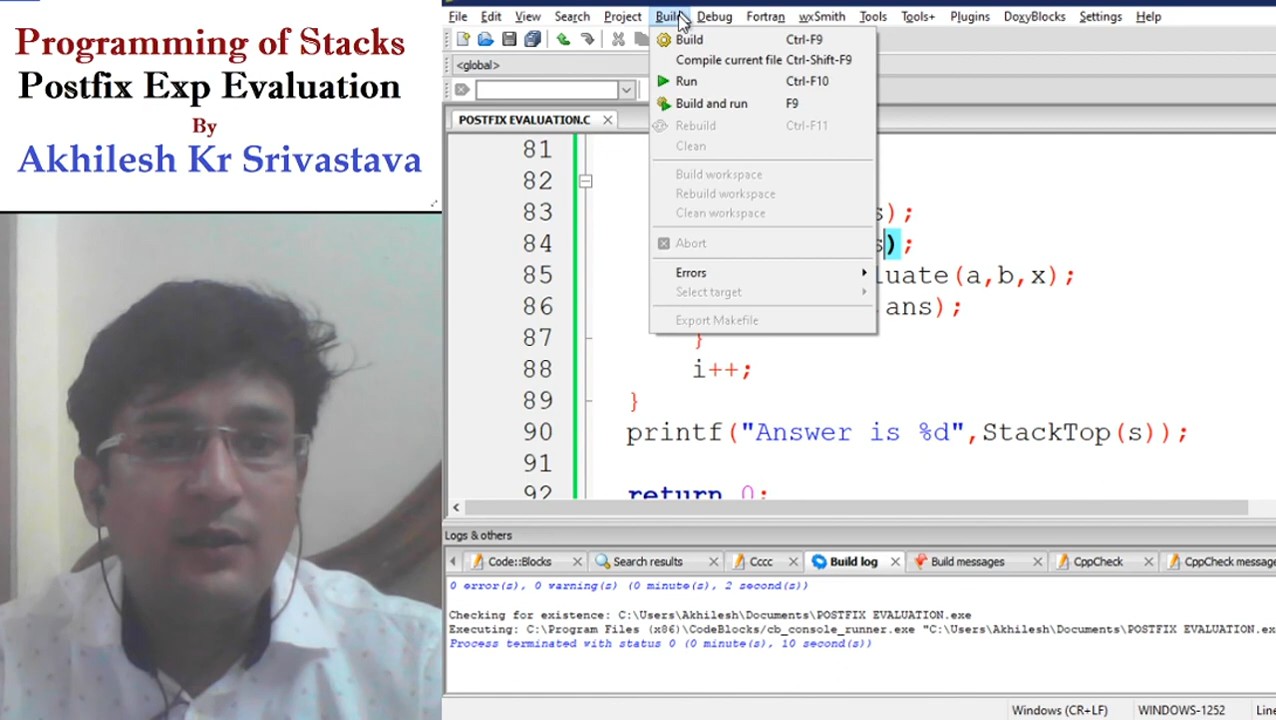 Programming of Stacks
Postfix Exp Evaluation
By
Akhilesh Kr Srivastava
File Edit View Search Project Build Debug Fortran wxSmith Tools Tools+ Plugins DoxyBlocks Settings Help
<global>
POSTFIX EVALUATION.C
Build Ctrl-F9
Compile current file Ctrl-Shift-F9
Run Ctrl-F10
Build and run F9
Rebuild Ctrl-F11
Clean
Build workspace
Rebuild workspace
Clean workspace
Abort
Errors
Select target
Export Makefile
81
82
83 s);
84 s);
85 luate(a,b,x);
86 ans);
87 }
88 i++;
89 }
90 printf("Answer is %d",StackTop(s));
91
92 return 0;
Logs & others
Code::Blocks Search results Cccc Build log Build messages CppCheck CppCheck message
0 error(s), 0 warning(s) (0 minute(s), 2 second(s))
Checking for existence: C:\Users\Akhilesh\Documents\POSTFIX EVALUATION.exe
Executing: C:\Program Files (x86)\CodeBlocks/cb_console_runner.exe "C:\Users\Akhilesh\Documents\POSTFIX EVALUATION.exe
Process terminated with status 0 (0 minute(s), 10 second(s))
Windows (CR+LF) WINDOWS-1252 Line